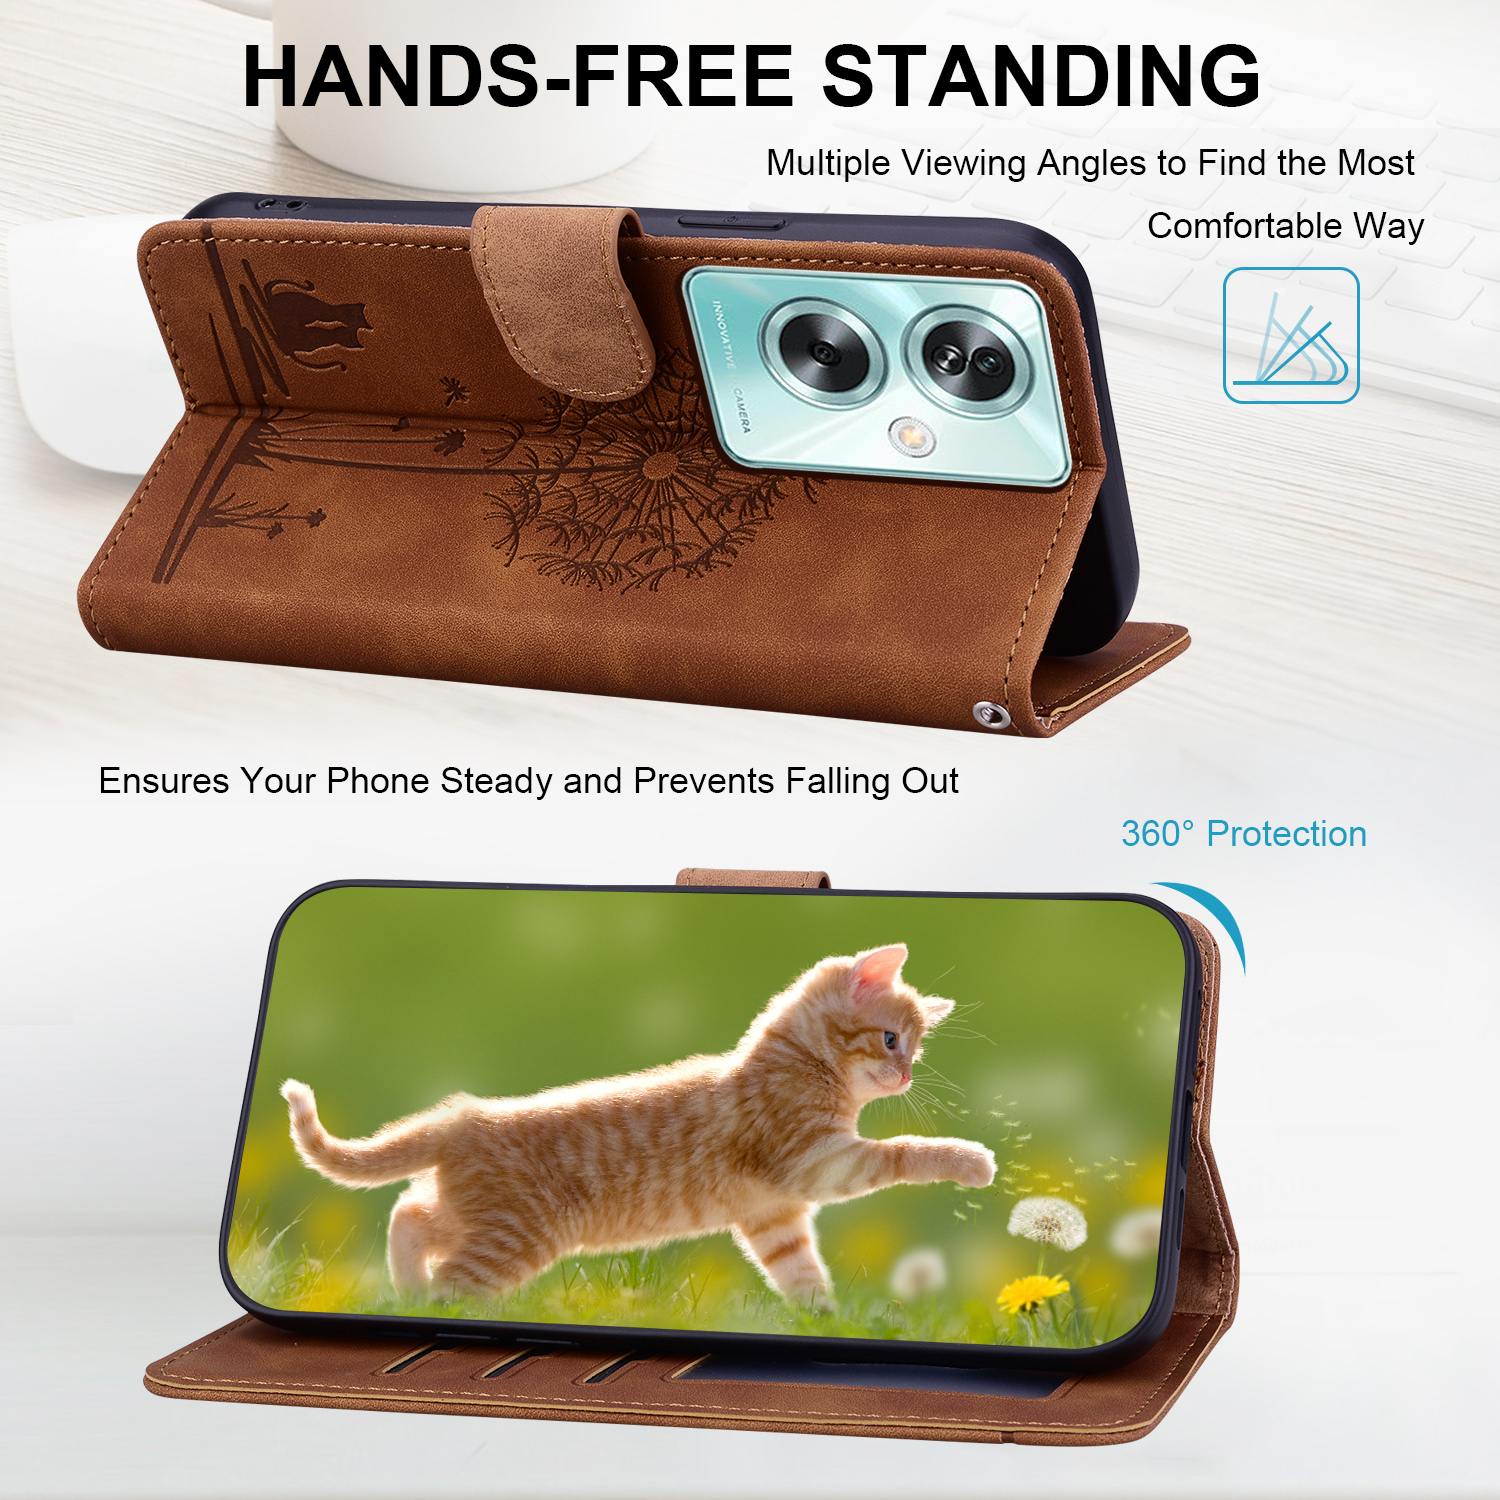 HANDS-FREE STANDING
Multiple Viewing Angles to Find the Most
Comfortable Way
INNOVATIVE CAMERA
Ensures Your Phone Steady and Prevents Falling Out
360° Protection